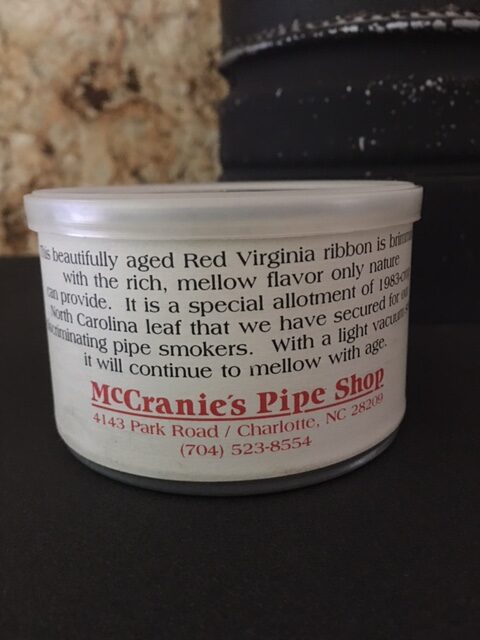 beautifully aged Red Virginia ribbon is
with the rich, mellow flavor only nature
can provide. It is a special allotment of
North Carolina leaf that we have secured for
pipe smokers. With a light vacuum
it will continue to mellow with age.
McCranie's Pipe Shop
4143 Park Road / Charlotte, NC 28209
(704) 523-8554